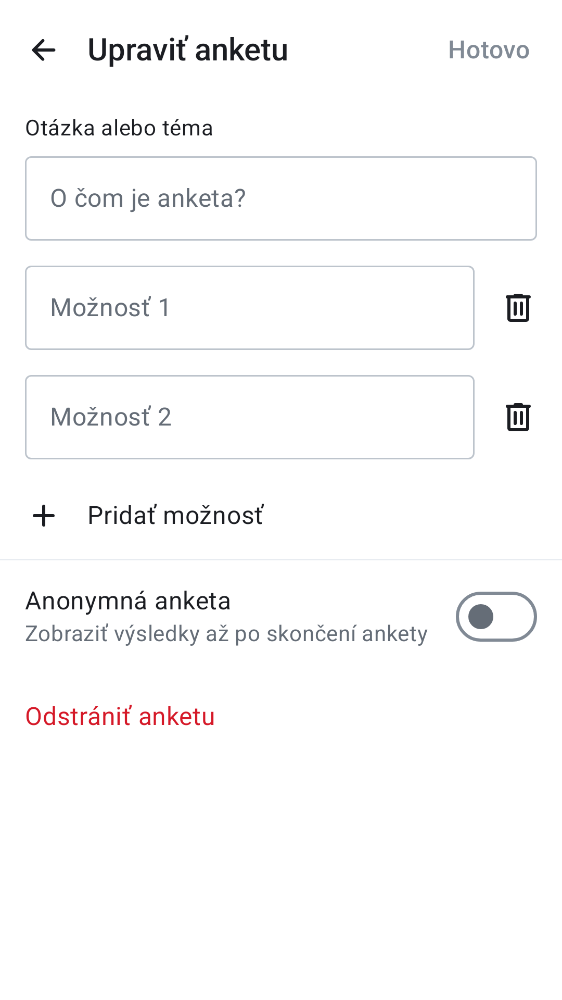 Upraviť anketu
Hotovo
Otázka alebo téma
O čom je anketa?
Možnosť 1
Možnosť 2
Pridať možnosť
Anonymná anketa
Zobraziť výsledky až po skončení ankety
Odstrániť anketu